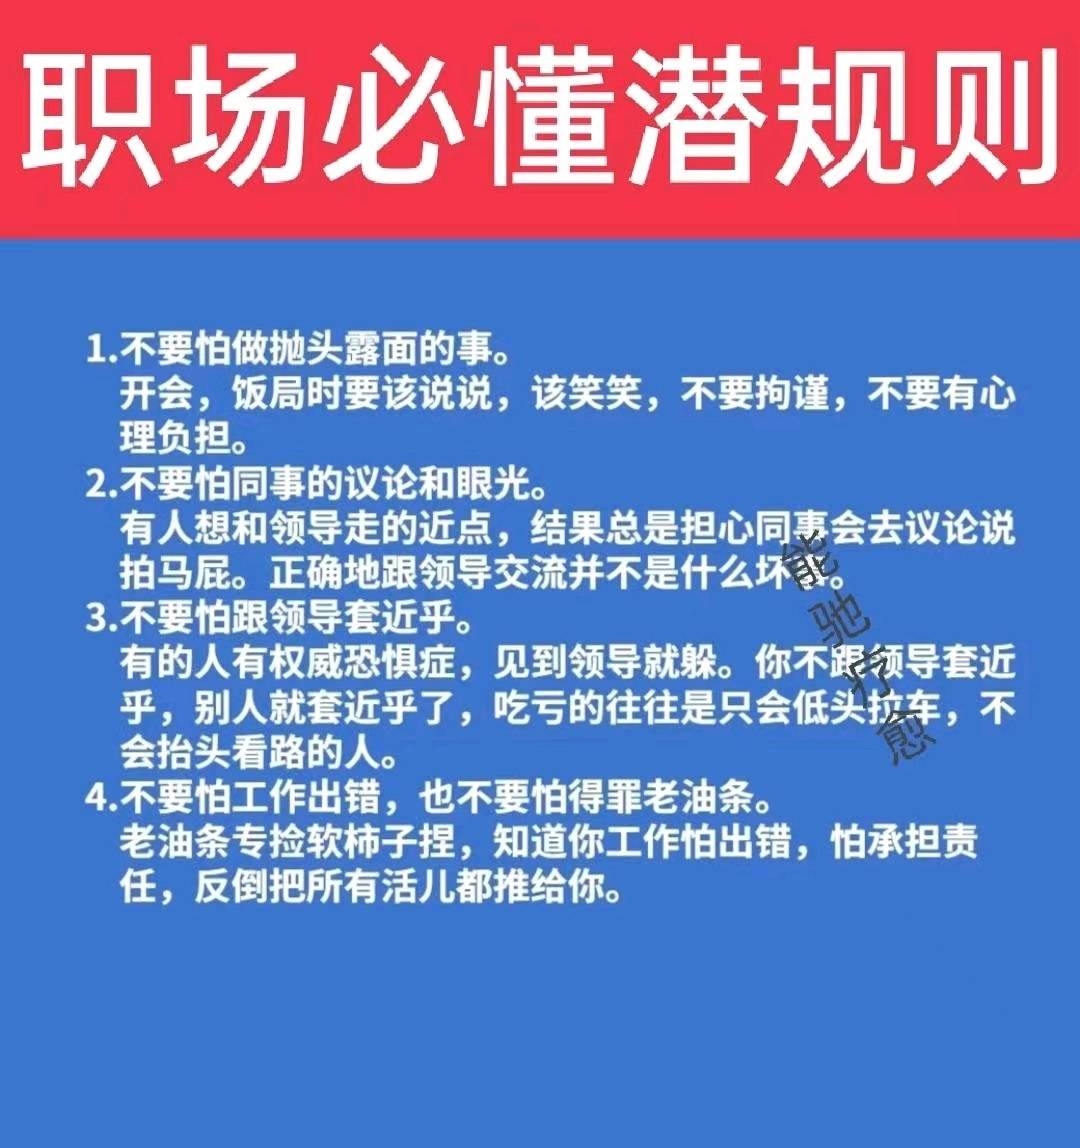 职场必懂潜规则
1.不要怕做抛头露面的事。
开会，饭局时要该说说，该笑笑，不要拘谨，不要有心
理负担。
2.不要怕同事的议论和眼光。
有人想和领导走的近点，结果总是担心同事会去议论说
拍马屁。正确地跟领导交流并不是什么坏事。
3.不要怕跟领导套近乎。
有的人有权威恐惧症，见到领导就躲。你不跟领导套近
乎，别人就套近乎了，吃亏的往往是只会低头拉车，不
会抬头看路的人。
4.不要怕工作出错，也不要怕得罪老油条。
老油条专捡软柿子捏，知道你工作怕出错，怕承担责
任，反倒把所有活儿都推给你。
能驰疗愈